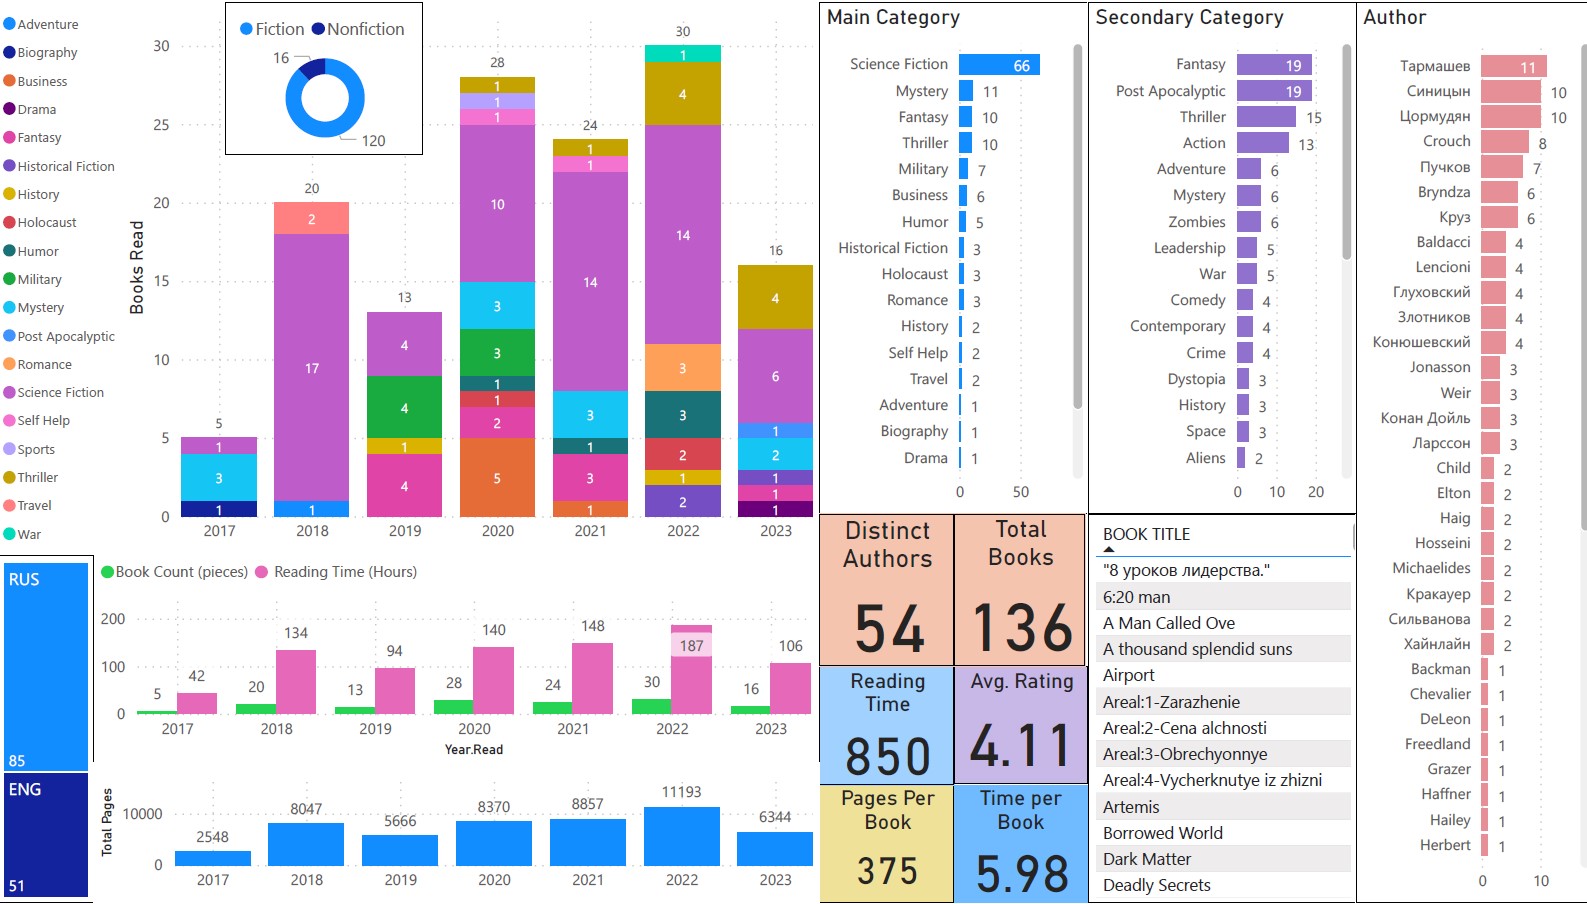 Adventure
Biography
Business
Drama
Fantasy
Historical Fiction
History
Holocaust
Humor
Military
Mystery
Post Apocalyptic
Romance
Science Fiction
Self Help
Sports
Thriller
Travel
War
Fiction Nonfiction
16
120
Books Read
30
25
20
15
10
5
0
5
1
3
1
2017
20
2
17
1
2018
13
4
4
1
4
2019
28
1
1
1
10
3
3
1
1
2
5
2020
24
1
1
14
3
1
3
1
2021
30
1
4
14
3
3
2
1
2
2022
16
4
6
1
2
1
1
1
2023
RUS
85
ENG
51
Book Count (pieces) Reading Time (Hours)
200
100
0
5 42
20 134
13 94
28 140
24 148
30 187
16 106
2017 2018 2019 2020 2021 2022 2023
Year.Read
Total Pages
10000
0
2548 8047 5666 8370 8857 11193 6344
2017 2018 2019 2020 2021 2022 2023
Main Category
Science Fiction 66
Mystery 11
Fantasy 10
Thriller 10
Military 7
Business 6
Humor 5
Historical Fiction 3
Holocaust 3
Romance 3
History 2
Self Help 2
Travel 2
Adventure 1
Biography 1
Drama 1
0 50
Secondary Category
Fantasy 19
Post Apocalyptic 19
Thriller 15
Action 13
Adventure 6
Mystery 6
Zombies 6
Leadership 5
War 5
Comedy 4
Contemporary 4
Crime 4
Dystopia 3
History 3
Space 3
Aliens 2
0 10 20
Author
Тармашев 11
Синицын 10
Цормудян 10
Crouch 8
Пучков 7
Bryndza 6
Круз 6
Baldacci 4
Lencioni 4
Глуховский 4
Злотников 4
Конюшевский 4
Jonasson 3
Weir 3
Конан Дойль 3
Ларссон 3
Child 2
Elton 2
Haig 2
Hosseini 2
Michaelides 2
Кракауер 2
Сильванова 2
Хайнлайн 2
Backman 1
Chevalier 1
DeLeon 1
Freedland 1
Grazer 1
Haffner 1
Hailey 1
Herbert 1
0 10
Distinct
Authors
54
Total
Books
136
Reading
Time
850
Avg. Rating
4.11
Pages Per
Book
375
Time per
Book
5.98
BOOK TITLE
"8 уроков лидерства."
6:20 man
A Man Called Ove
A thousand splendid suns
Airport
Areal:1-Zarazhenie
Areal:2-Cena alchnosti
Areal:3-Obrechyonnye
Areal:4-Vycherknutye iz zhizni
Artemis
Borrowed World
Dark Matter
Deadly Secrets